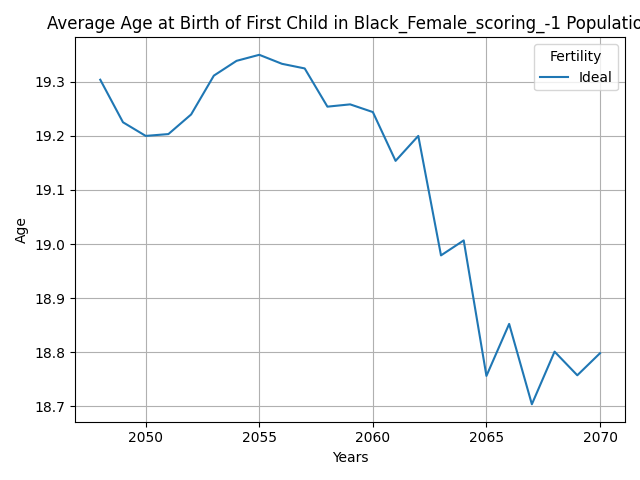 Average Age at Birth of First Child in Black_Female_scoring_-1 Populatio
Fertility
Ideal
Age
19.3
19.2
19.1
19.0
18.9
18.8
18.7
2050 2055 2060 2065 2070
Years